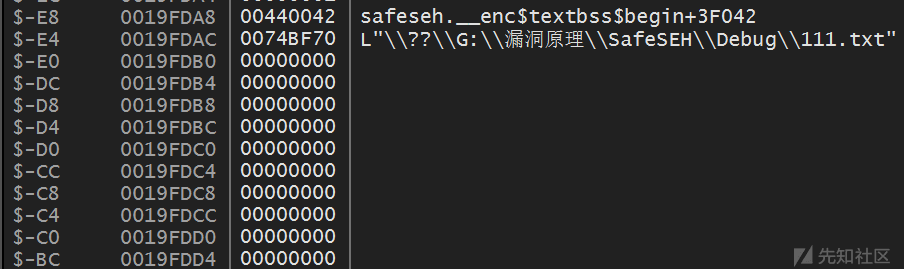 $-E8 0019FDA8 00440042 safeseh.__enc$textbss$begin+3F042
$-E4 0019FDAC 0074BF70 L"\\??\\G:\\漏洞原理\\SafeSEH\\Debug\\111.txt"
$-E0 0019FDB0 00000000
$-DC 0019FDB4 00000000
$-D8 0019FDB8 00000000
$-D4 0019FDBC 00000000
$-D0 0019FDC0 00000000
$-CC 0019FDC4 00000000
$-C8 0019FDC8 00000000
$-C4 0019FDCC 00000000
$-C0 0019FDD0 00000000
$-BC 0019FDD4 00000000
先知社区